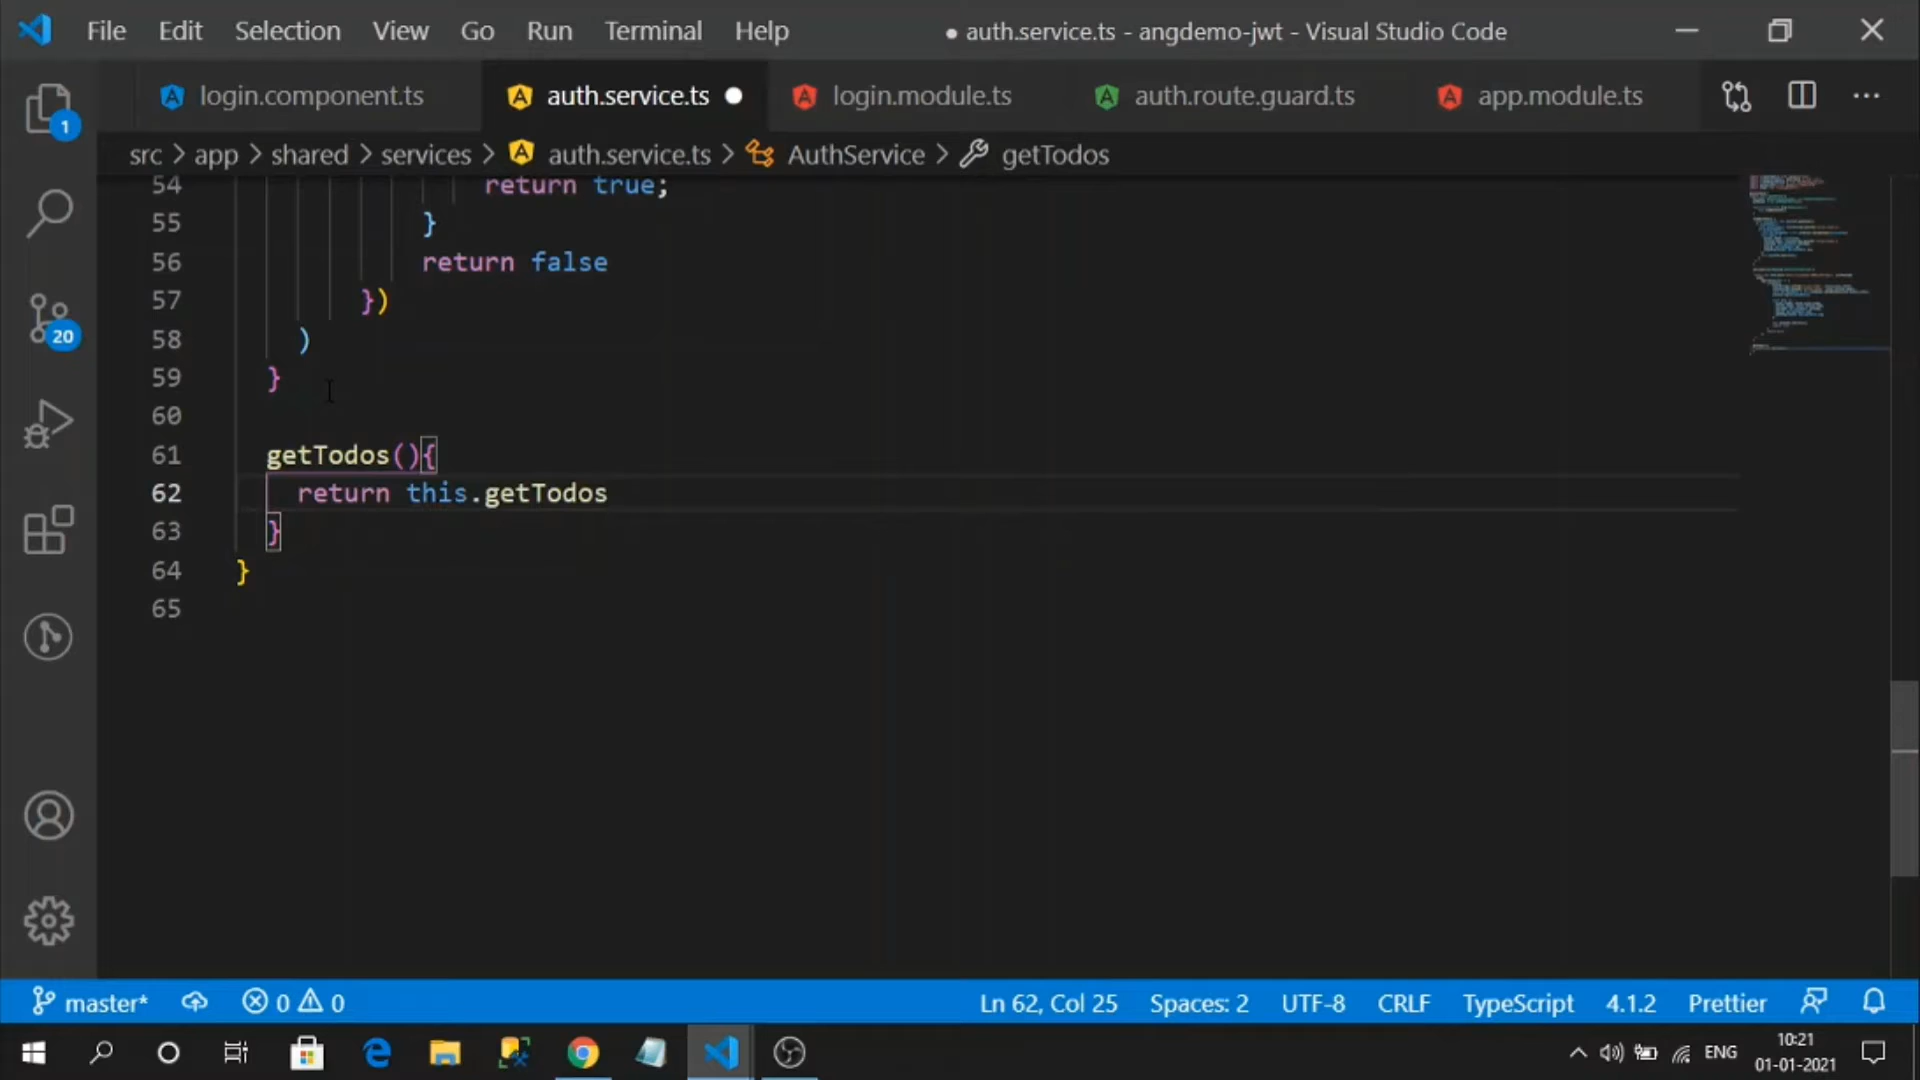 File Edit Selection View Go Run Terminal Help ● auth.service.ts - angdemo-jwt - Visual Studio Code
login.component.ts auth.service.ts login.module.ts auth.route.guard.ts app.module.ts
1
src > app > shared > services > auth.service.ts > AuthService > getTodos
54 return true;
55 }
56 return false
57 })
58 )
59 }
60
61 getTodos(){
62 return this.getTodos
63 }
64 }
65
20
master* 0 0 Ln 62, Col 25 Spaces: 2 UTF-8 CRLF TypeScript 4.1.2 Prettier
ENG 10:21
01-01-2021